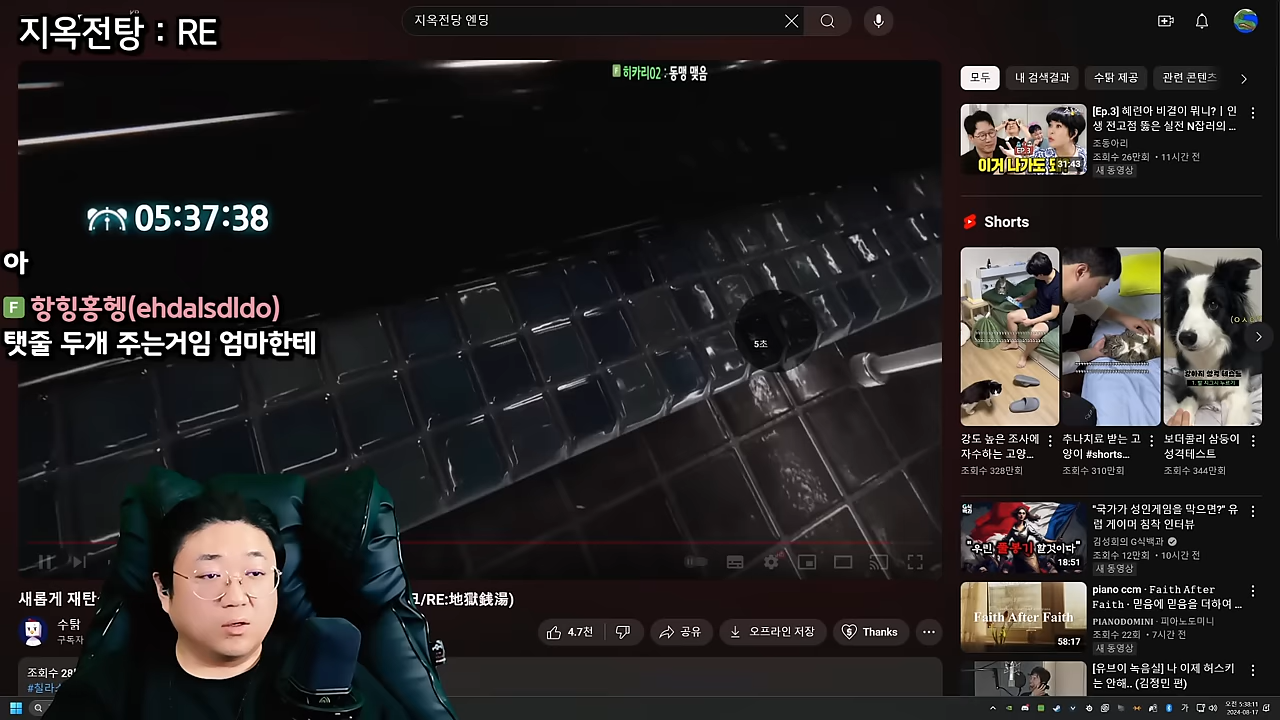 지옥전탕 : RE
지옥전당 엔딩
F 히카리02 : 동맹 맺음
05:37:38
아
F 항힝홍헹(ehdalsdldo)
탯줄 두개 주는거임 엄마한테
5초
새롭게 재탄
/RE:地獄銭湯)
수탉
구독자
4.7천
공유
오프라인 저장
Thanks
조회수 28
모두
내 검색결과
수탉 제공
관련 콘텐츠
[Ep.3] 혜련아 비결이 뭐니? | 인
생 전고점 뚫은 실전 N잡러의 ...
조동아리
조회수 26만회 · 11시간 전
새 동영상
EP.3
31:43
Shorts
강도 높은 조사에
자수하는 고양...
조회수 328만회
추나치료 받는 고
양이 #shorts...
조회수 310만회
보더콜리 삼둥이
성격테스트
조회수 344만회
"국가가 성인게임을 막으면?" 유
럽 게이머 침착 인터뷰
김성회의 G식백과
조회수 12만회 · 10시간 전
새 동영상
18:51
piano ccm · Faith After
Faith · 믿음에 믿음을 더하여 ...
PIANODOMINI · 피아노도미니
조회수 22회 · 7시간 전
새 동영상
Faith After Faith
58:17
[유브이 녹음실] 나 이제 허스키
는 안해.. (김정민 편)
오전 5:38:11
2024-08-17